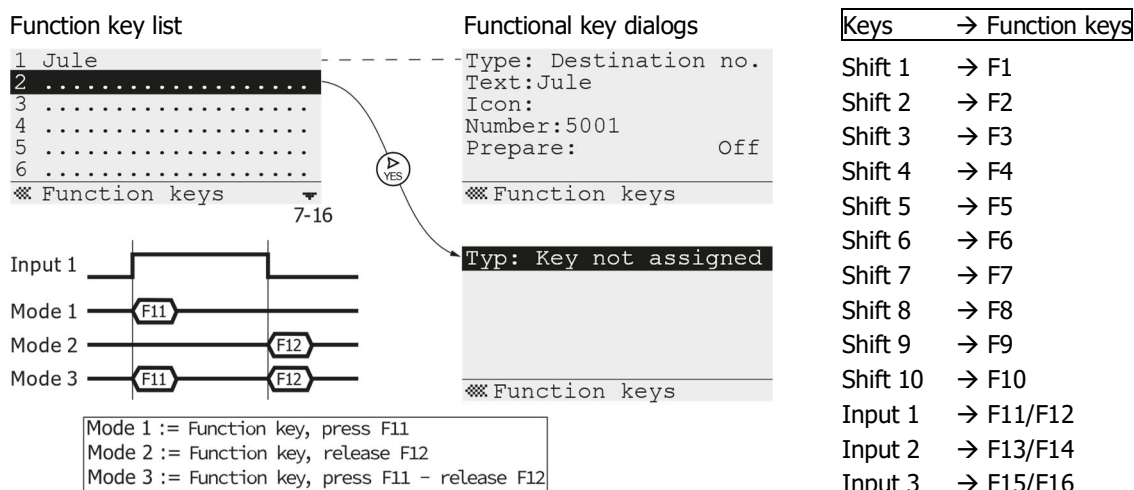 Function key list
1 Jule
2 ....................
3 ....................
4 ....................
5 ....................
6 ....................
Function keys
7-16
Functional key dialogs
Type: Destination no.
Text:Jule
Icon:
Number:5001
Prepare: Off
Function keys
YES
Typ: Key not assigned
Function keys
Input 1
Mode 1 F11
Mode 2 F12
Mode 3 F11 F12
Mode 1 := Function key, press F11
Mode 2 := Function key, release F12
Mode 3 := Function key, press F11 - release F12
Keys → Function keys
Shift 1 → F1
Shift 2 → F2
Shift 3 → F3
Shift 4 → F4
Shift 5 → F5
Shift 6 → F6
Shift 7 → F7
Shift 8 → F8
Shift 9 → F9
Shift 10 → F10
Input 1 → F11/F12
Input 2 → F13/F14
Input 3 → F15/F16